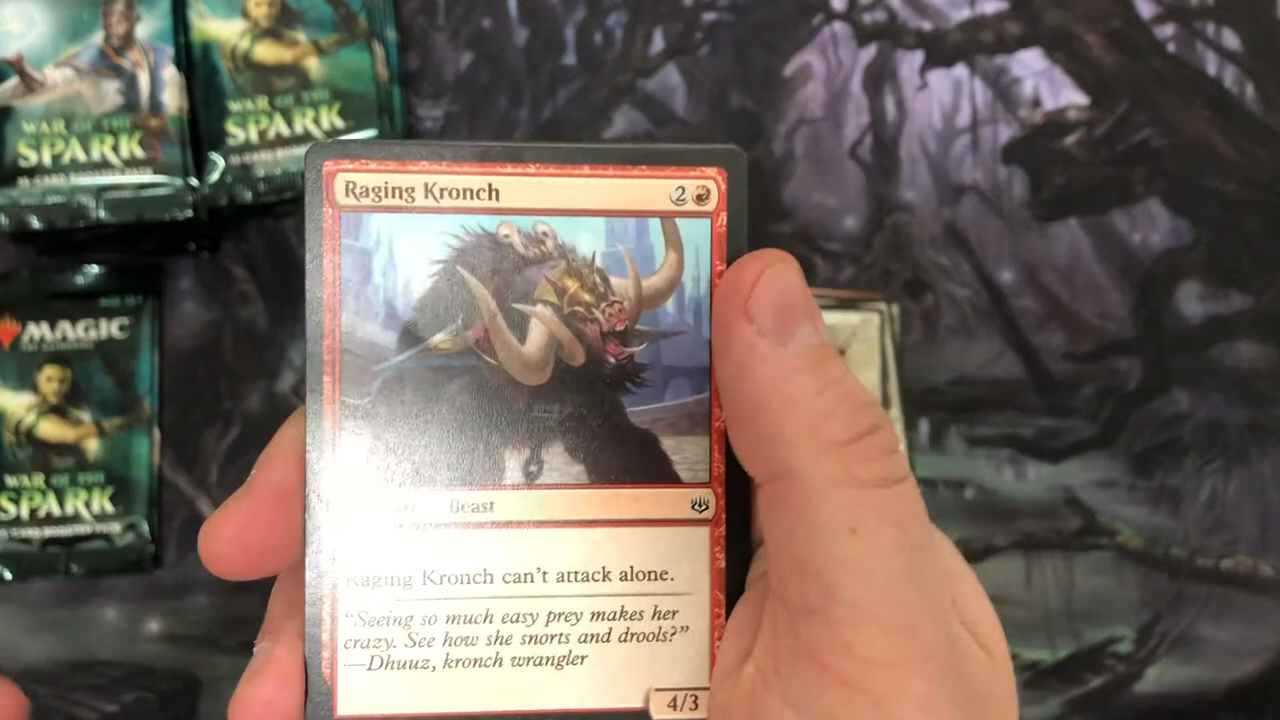 WAR OF THE
SPARK
WAR OF THE
SPARK
MAGIC
WAR OF THE
SPARK
Raging Kronch
2
Beast
Raging Kronch can't attack alone.
"Seeing so much easy prey makes her
crazy. See how she snorts and drools?"
—Dhuuz, kronch wrangler
4/3